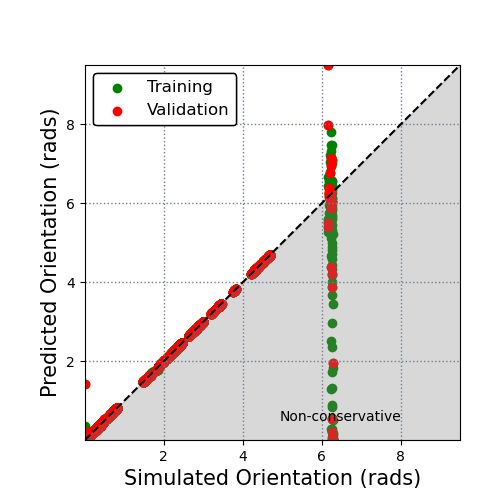 Training
Validation
8
6
4
2
Predicted Orientation (rads)
Non-conservative
2
4
6
8
Simulated Orientation (rads)